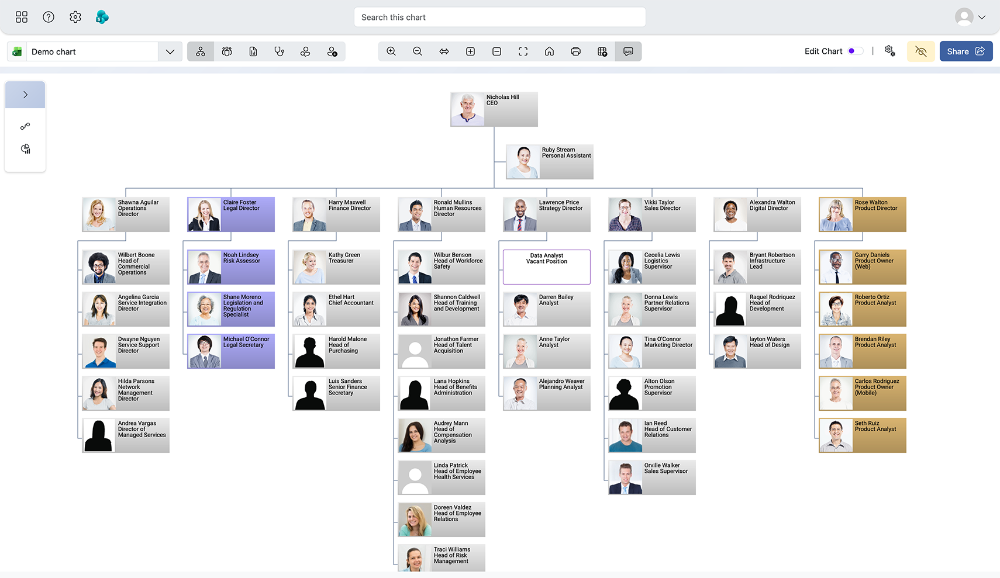 Search this chart
Demo chart
Edit Chart
Share
Nicholas Hill
CEO
Ruby Stream
Personal Assistant
Shawna Aguilar
Operations
Director
Claire Foster
Legal Director
Harry Maxwell
Finance Director
Ronald Mullins
Human Resources
Director
Lawrence Price
Strategy Director
Vikki Taylor
Sales Director
Alexandra Walton
Digital Director
Rose Walton
Product Director
Wilbert Boone
Head of
Commercial
Operations
Noah Lindsey
Risk Assessor
Kathy Green
Treasurer
Wilbur Benson
Head of Workforce
Safety
Data Analyst
Vacant Position
Cecelia Lewis
Logistics
Supervisor
Bryant Robertson
Infrastructure
Lead
Garry Daniels
Product Owner
(Web)
Angelina Garcia
Service Integration
Director
Shane Moreno
Legislation and
Regulation
Specialist
Ethel Hart
Chief Accountant
Shannon Caldwell
Head of Training
and Development
Darren Bailey
Analyst
Donna Lewis
Partner Relations
Supervisor
Raquel Rodriquez
Head of
Development
Roberto Ortiz
Product Analyst
Dwayne Nguyen
Service Support
Director
Michael O'Connor
Legal Secretary
Harold Malone
Head of
Purchasing
Jonathon Farmer
Head of Talent
Acquisition
Anne Taylor
Analyst
Tina O'Connor
Marketing Director
layton Waters
Head of Design
Brendan Riley
Product Analyst
Hilda Parsons
Network
Management
Director
Luis Sanders
Senior Finance
Secretary
Lana Hopkins
Head of Benefits
Administration
Alejandro Weaver
Planning Analyst
Alton Olson
Promotion
Supervisor
Carlos Rodriguez
Product Owner
(Mobile)
Andrea Vargas
Director of
Managed Services
Audrey Mann
Head of
Compensation
Analysis
Ian Reed
Head of Customer
Relations
Seth Ruiz
Product Analyst
Linda Patrick
Head of Employee
Health Services
Orville Walker
Sales Supervisor
Doreen Valdez
Head of Employee
Relations
Traci Williams
Head of Risk
Management